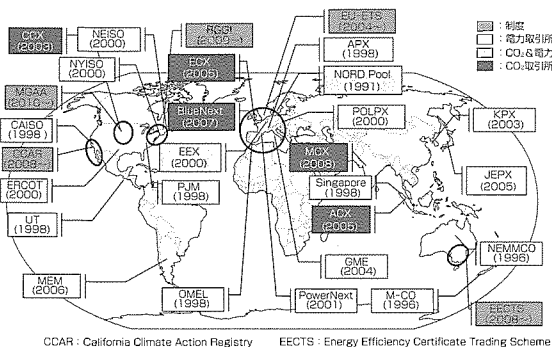 CCX
(2003)
NEISO
(2000)
NYISO
(2000)
MGAA
CAISO
(1998)
CCAR
ERCOT
(2000)
UT
(1998)
MEM
(2006)
RGGI
ECX
(2005)
BlueNext
(2007)
EEX
(2000)
PJM
(1998)
OMEL
(1998)
EU-ETS
APX
(1998)
NORD Pool
(1991)
POLPX
(2000)
MCX
Singapore
(1998)
ACX
(2005)
GME
(2004)
PowerNext
(2001)
M-CO
(1996)
KPX
(2003)
JEPX
(2005)
NEMMCO
(1996)
EECTS
:制度
:電力取引所
:CO₂&電力
:CO₂取引所
CCAR : California Climate Action Registry EECTS : Energy Efficiency Certificate Trading Scheme